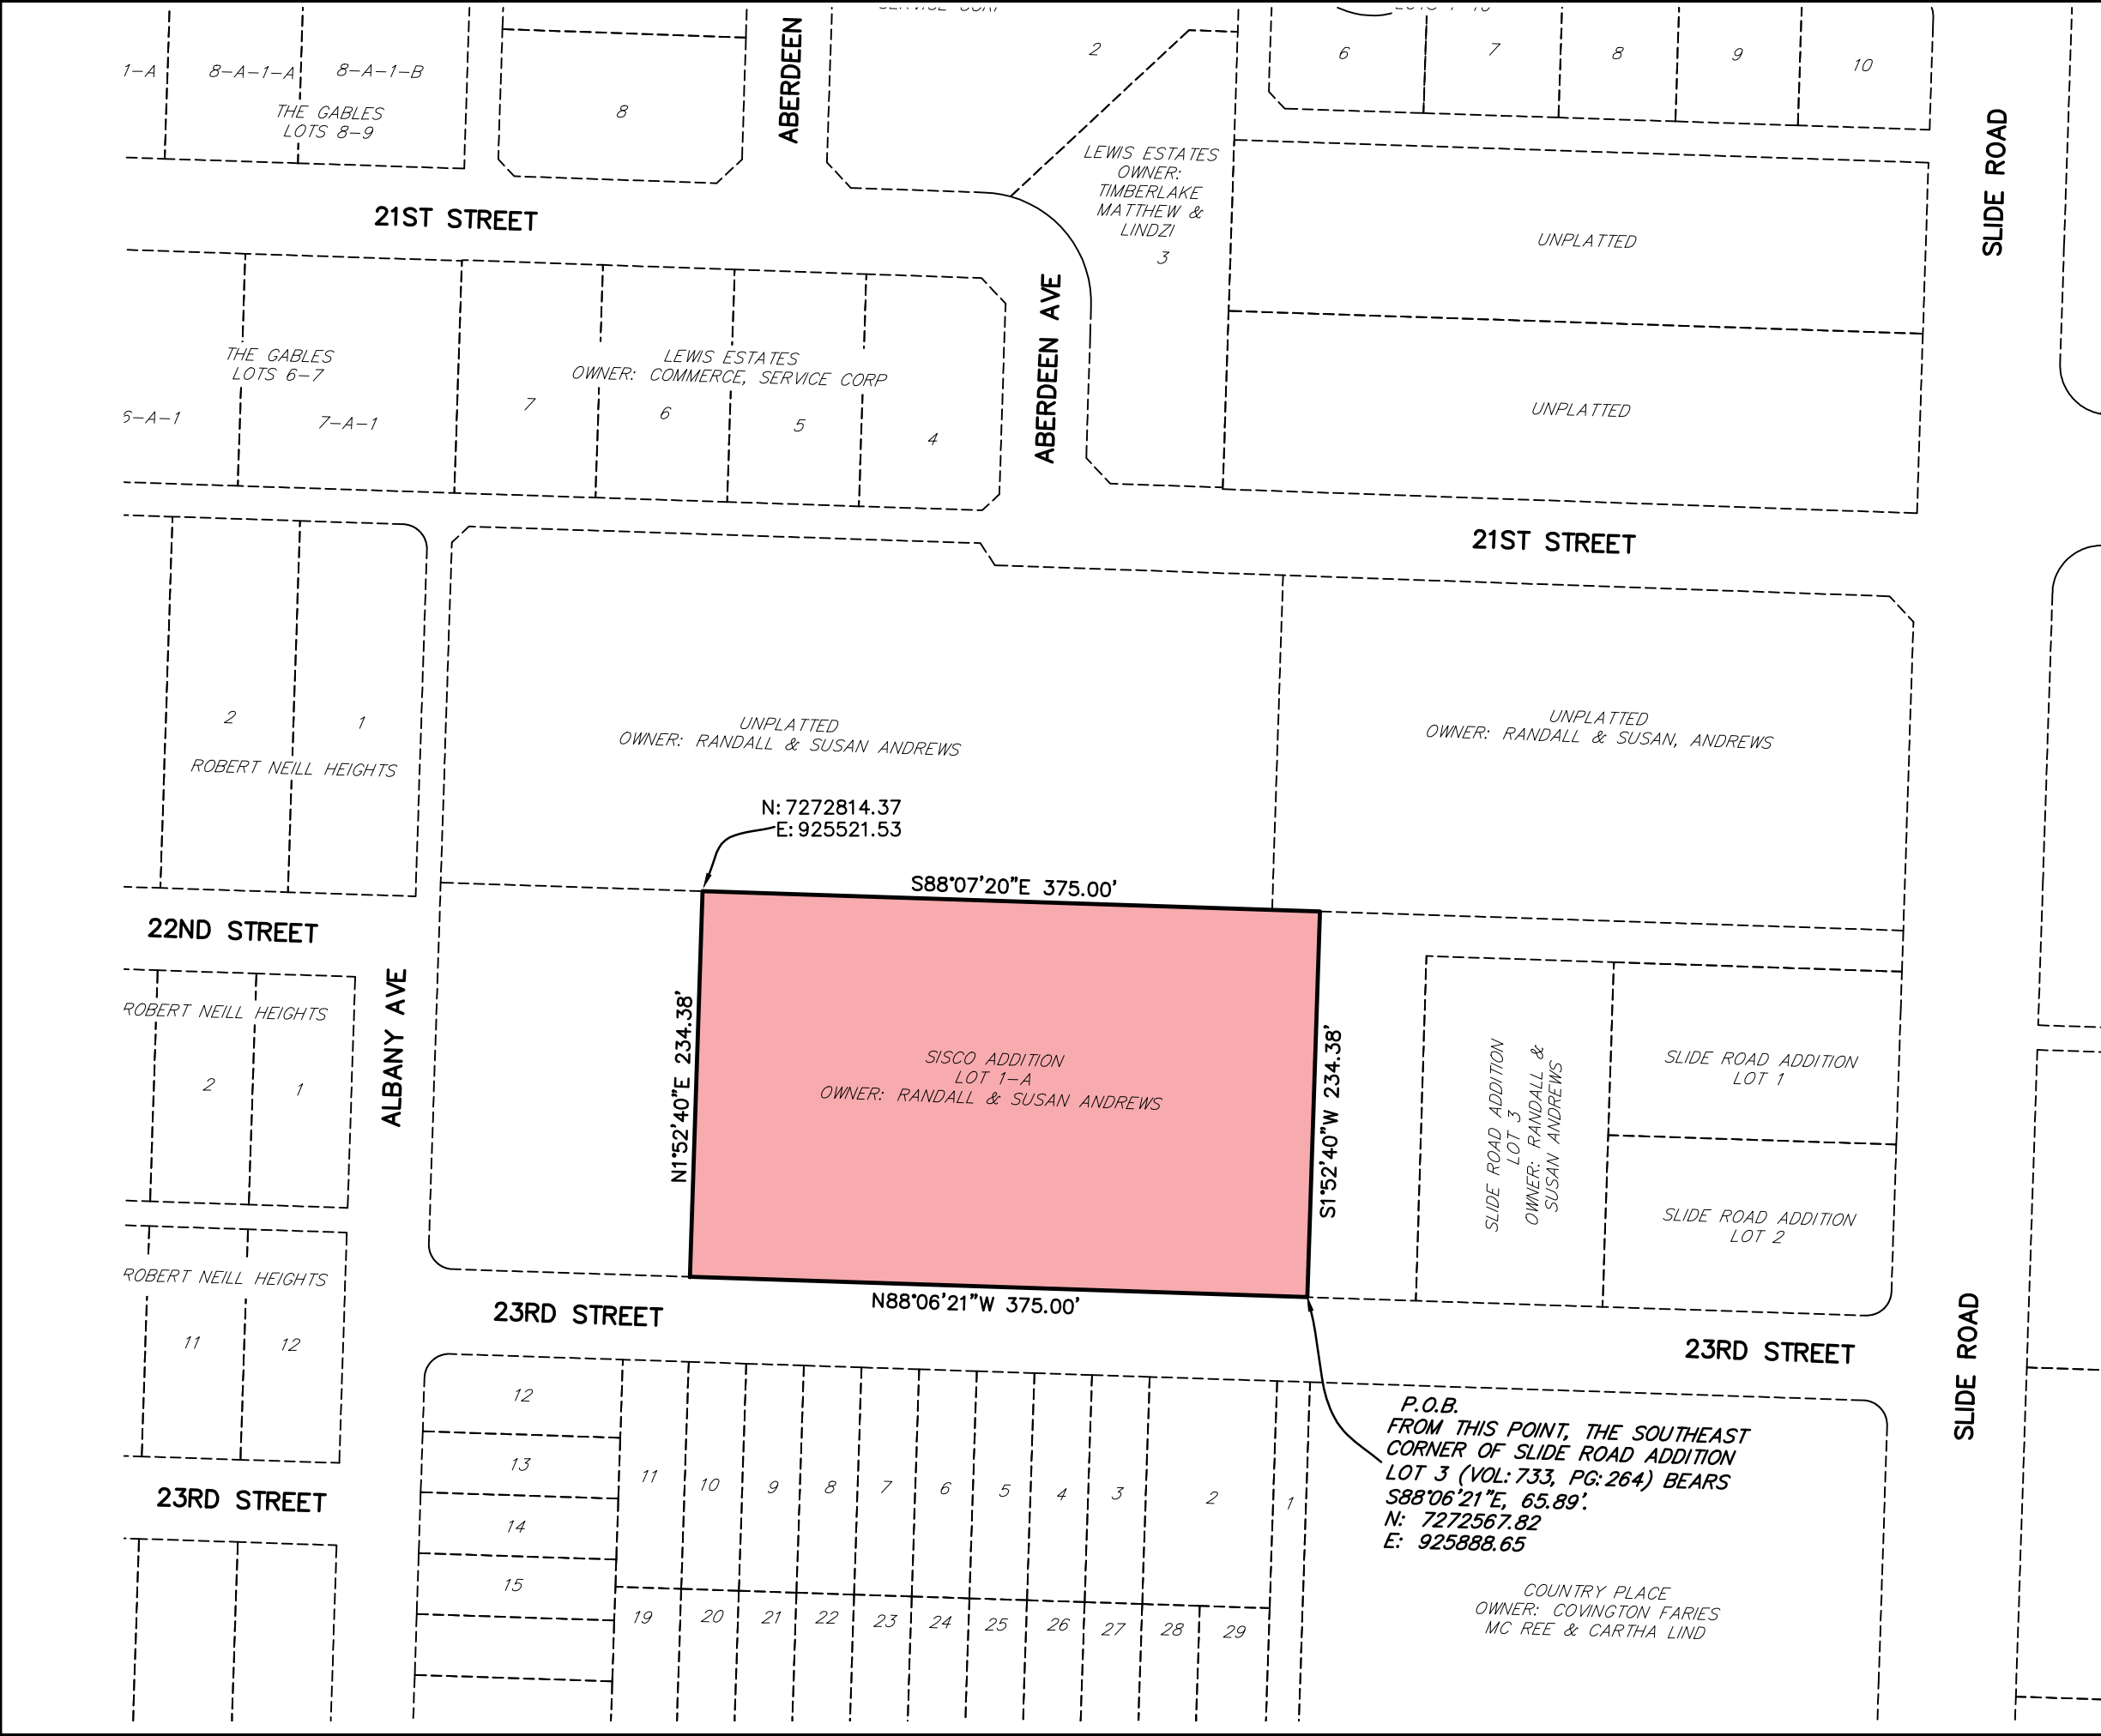 ABERDEEN
2
6
7
8
9
10
1-A
8-A-1-A
8-A-1-B
THE GABLES
LOTS 8-9
8
SLIDE ROAD
LEWIS ESTATES
OWNER:
TIMBERLAKE
MATTHEW &
LINDZI
3
21ST STREET
UNPLATTED
ABERDEEN AVE
THE GABLES
LOTS 6-7
LEWIS ESTATES
OWNER: COMMERCE, SERVICE CORP
6-A-1
7-A-1
7
6
5
4
UNPLATTED
21ST STREET
2
1
ROBERT NEILL HEIGHTS
UNPLATTED
OWNER: RANDALL & SUSAN ANDREWS
UNPLATTED
OWNER: RANDALL & SUSAN, ANDREWS
N: 7272814.37
E: 925521.53
S88°07'20"E 375.00'
22ND STREET
ALBANY AVE
ROBERT NEILL HEIGHTS
2
1
N1°52'40"E 234.38'
SISCO ADDITION
LOT 1-A
OWNER: RANDALL & SUSAN ANDREWS
S1°52'40"W 234.38'
SLIDE ROAD ADDITION
LOT 3
OWNER: RANDALL &
SUSAN ANDREWS
SLIDE ROAD ADDITION
LOT 1
SLIDE ROAD ADDITION
LOT 2
ROBERT NEILL HEIGHTS
11
12
23RD STREET
N88°06'21"W 375.00'
23RD STREET
SLIDE ROAD
12
13
14
15
11
10
9
8
7
6
5
4
3
2
1
P.O.B.
FROM THIS POINT, THE SOUTHEAST
CORNER OF SLIDE ROAD ADDITION
LOT 3 (VOL: 733, PG: 264) BEARS
S88°06'21"E, 65.89'.
N: 7272567.82
E: 925888.65
23RD STREET
19
20
21
22
23
24
25
26
27
28
29
COUNTRY PLACE
OWNER: COVINGTON FARIES
MC REE & CARTHA LIND